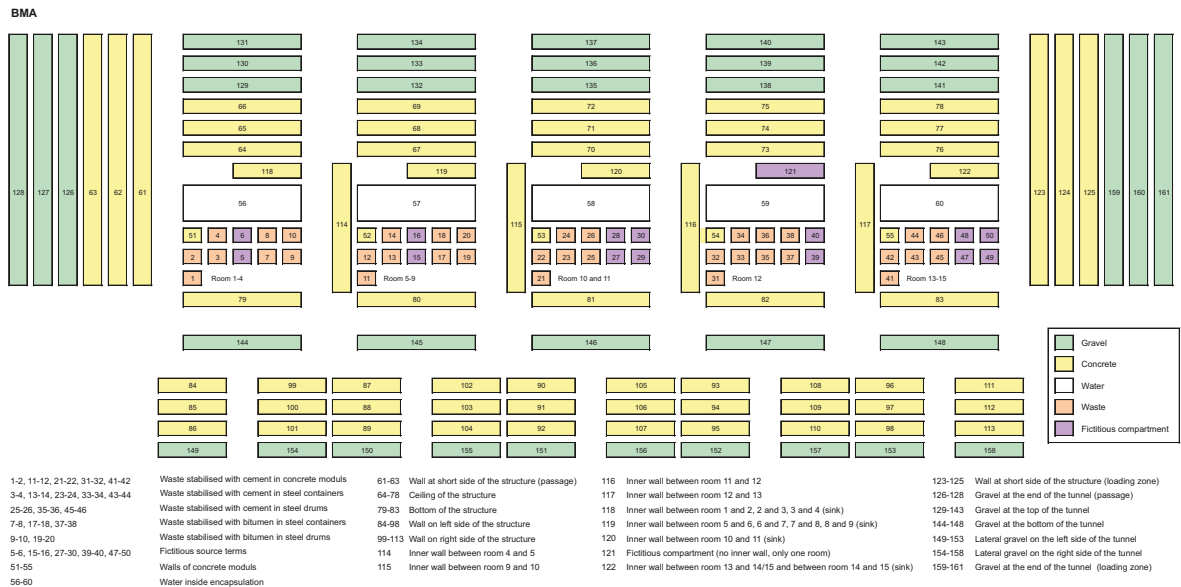 BMA
131 134 137 140 143
130 133 136 139 142
129 132 135 138 141
66 69 72 75 78
65 68 71 74 77
64 67 70 73 76
118 119 120 121 122
128 127 126 63 62 61 56 57 58 59 60 123 124 125 159 160 161
114 115 116 117
51 4 6 8 10 52 14 16 18 20 53 24 26 28 30 54 34 36 38 40 55 44 46 48 50
2 3 5 7 9 12 13 15 17 19 22 23 25 27 29 32 33 35 37 39 42 43 45 47 49
1 Room 1-4 11 Room 5-9 21 Room 10 and 11 31 Room 12 41 Room 13-15
79 80 81 82 83
144 145 146 147 148
Gravel
Concrete
Water
Waste
Fictitious compartment
84 99 87 102 90 105 93 108 96 111
85 100 88 103 91 106 94 109 97 112
86 101 89 104 92 107 95 110 98 113
149 154 150 155 151 156 152 157 153 158
1-2, 11-12, 21-22, 31-32, 41-42 Waste stabilised with cement in concrete moduls
3-4, 13-14, 23-24, 33-34, 43-44 Waste stabilised with cement in steel containers
25-26, 35-36, 45-46 Waste stabilised with cement in steel drums
7-8, 17-18, 37-38 Waste stabilised with bitumen in steel containers
9-10, 19-20 Waste stabilised with bitumen in steel drums
5-6, 15-16, 27-30, 39-40, 47-50 Fictitious source terms
51-55 Walls of concrete moduls
56-60 Water inside encapsulation
61-63 Wall at short side of the structure (passage)
64-78 Ceiling of the structure
79-83 Bottom of the structure
84-98 Wall on left side of the structure
99-113 Wall on right side of the structure
114 Inner wall between room 4 and 5
115 Inner wall between room 9 and 10
116 Inner wall between room 11 and 12
117 Inner wall between room 12 and 13
118 Inner wall between room 1 and 2, 2 and 3, 3 and 4 (sink)
119 Inner wall between room 5 and 6, 6 and 7, 7 and 8, 8 and 9 (sink)
120 Inner wall between room 10 and 11 (sink)
121 Fictitious compartment (no inner wall, only one room)
122 Inner wall between room 13 and 14/15 and between room 14 and 15 (sink)
123-125 Wall at short side of the structure (loading zone)
126-128 Gravel at the end of the tunnel (passage)
129-143 Gravel at the top of the tunnel
144-148 Gravel at the bottom of the tunnel
149-153 Lateral gravel on the left side of the tunnel
154-158 Lateral gravel on the right side of the tunnel
159-161 Gravel at the end of the tunnel (loading zone)